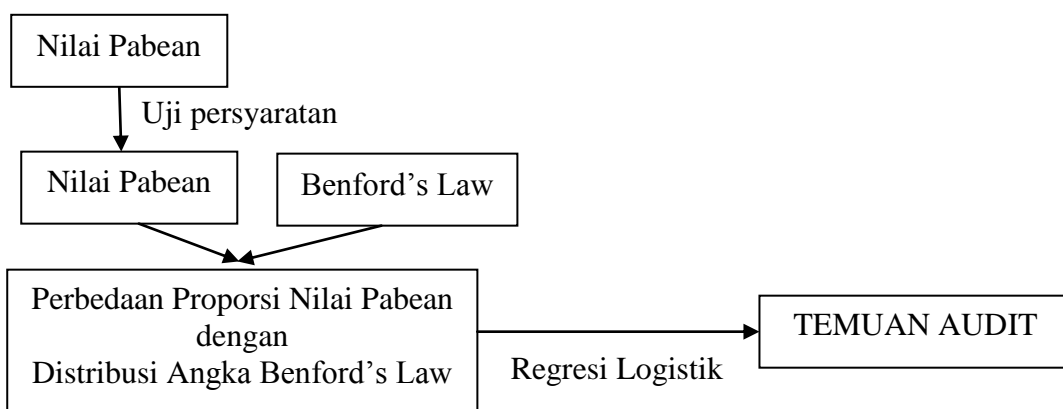 Nilai Pabean
Uji persyaratan
Nilai Pabean
Benford’s Law
Perbedaan Proporsi Nilai Pabean
dengan
Distribusi Angka Benford’s Law
Regresi Logistik
TEMUAN AUDIT